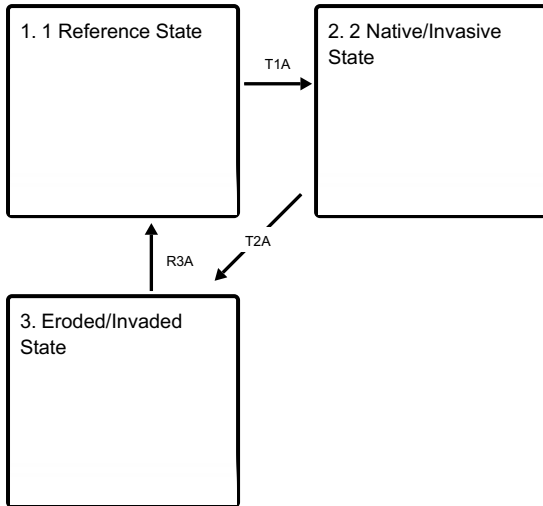 1. 1 Reference State
2. 2 Native/Invasive
State
T1A
T2A
R3A
3. Eroded/Invaded
State